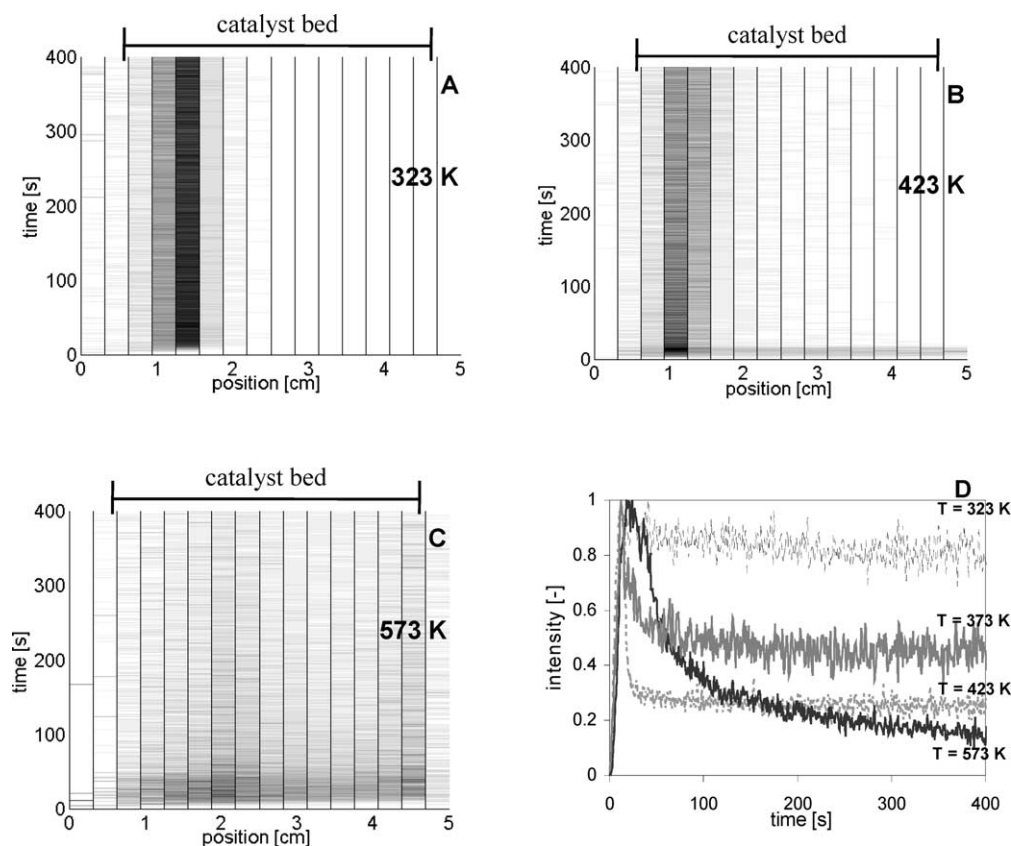 catalyst bed
A
323 K
400
300
200
100
0
time [s]
0 1 2 3 4 5
position [cm]
catalyst bed
B
423 K
400
300
200
100
0
time [s]
0 1 2 3 4 5
position [cm]
catalyst bed
C
573 K
400
300
200
100
0
time [s]
0 1 2 3 4 5
position [cm]
D
T = 323 K
T = 373 K
T = 423 K
T = 573 K
1
0.8
0.6
0.4
0.2
0
intensity [-]
0 100 200 300 400
time [s]